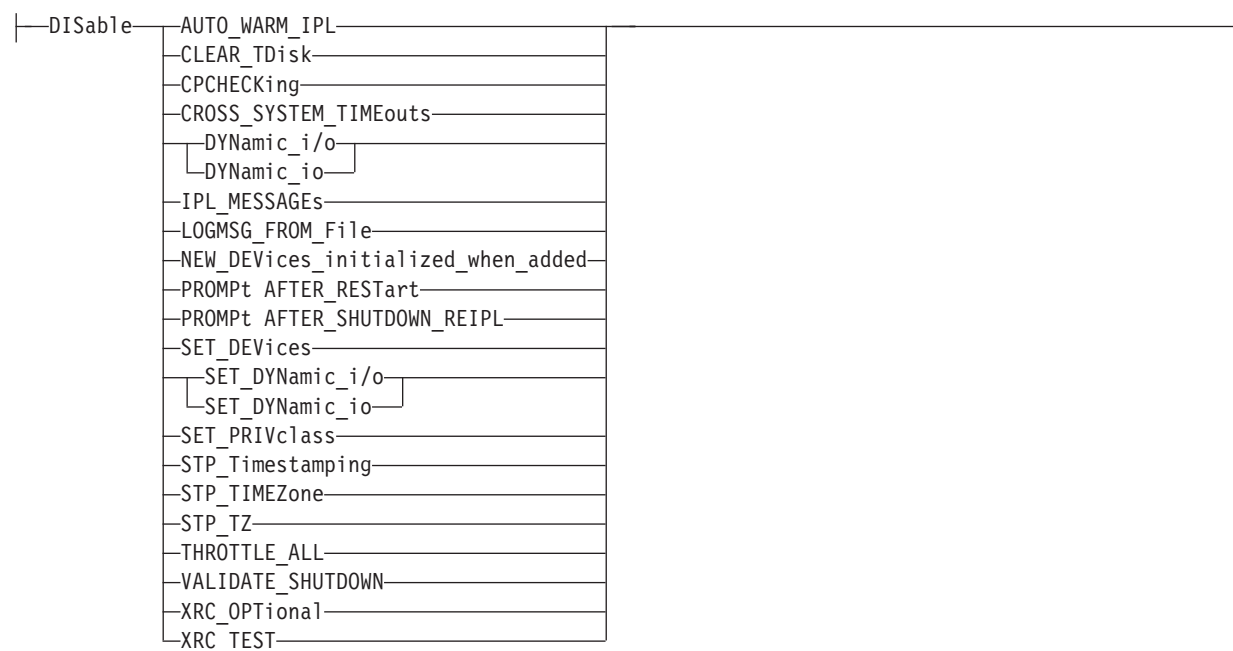 DISable AUTO_WARM_IPL
CLEAR_TDisk
CPCHECKing
CROSS_SYSTEM_TIMEouts
DYNamic_i/o
DYNamic_io
IPL_MESSAGEs
LOGMSG_FROM_File
NEW_DEVices_initialized_when_added
PROMPt AFTER_RESTart
PROMPt AFTER_SHUTDOWN_REIPL
SET_DEVices
SET_DYNamic_i/o
SET_DYNamic_io
SET_PRIVclass
STP_Timestamping
STP_TIMEZone
STP_TZ
THROTTLE_ALL
VALIDATE_SHUTDOWN
XRC_OPTional
XRC_TEST